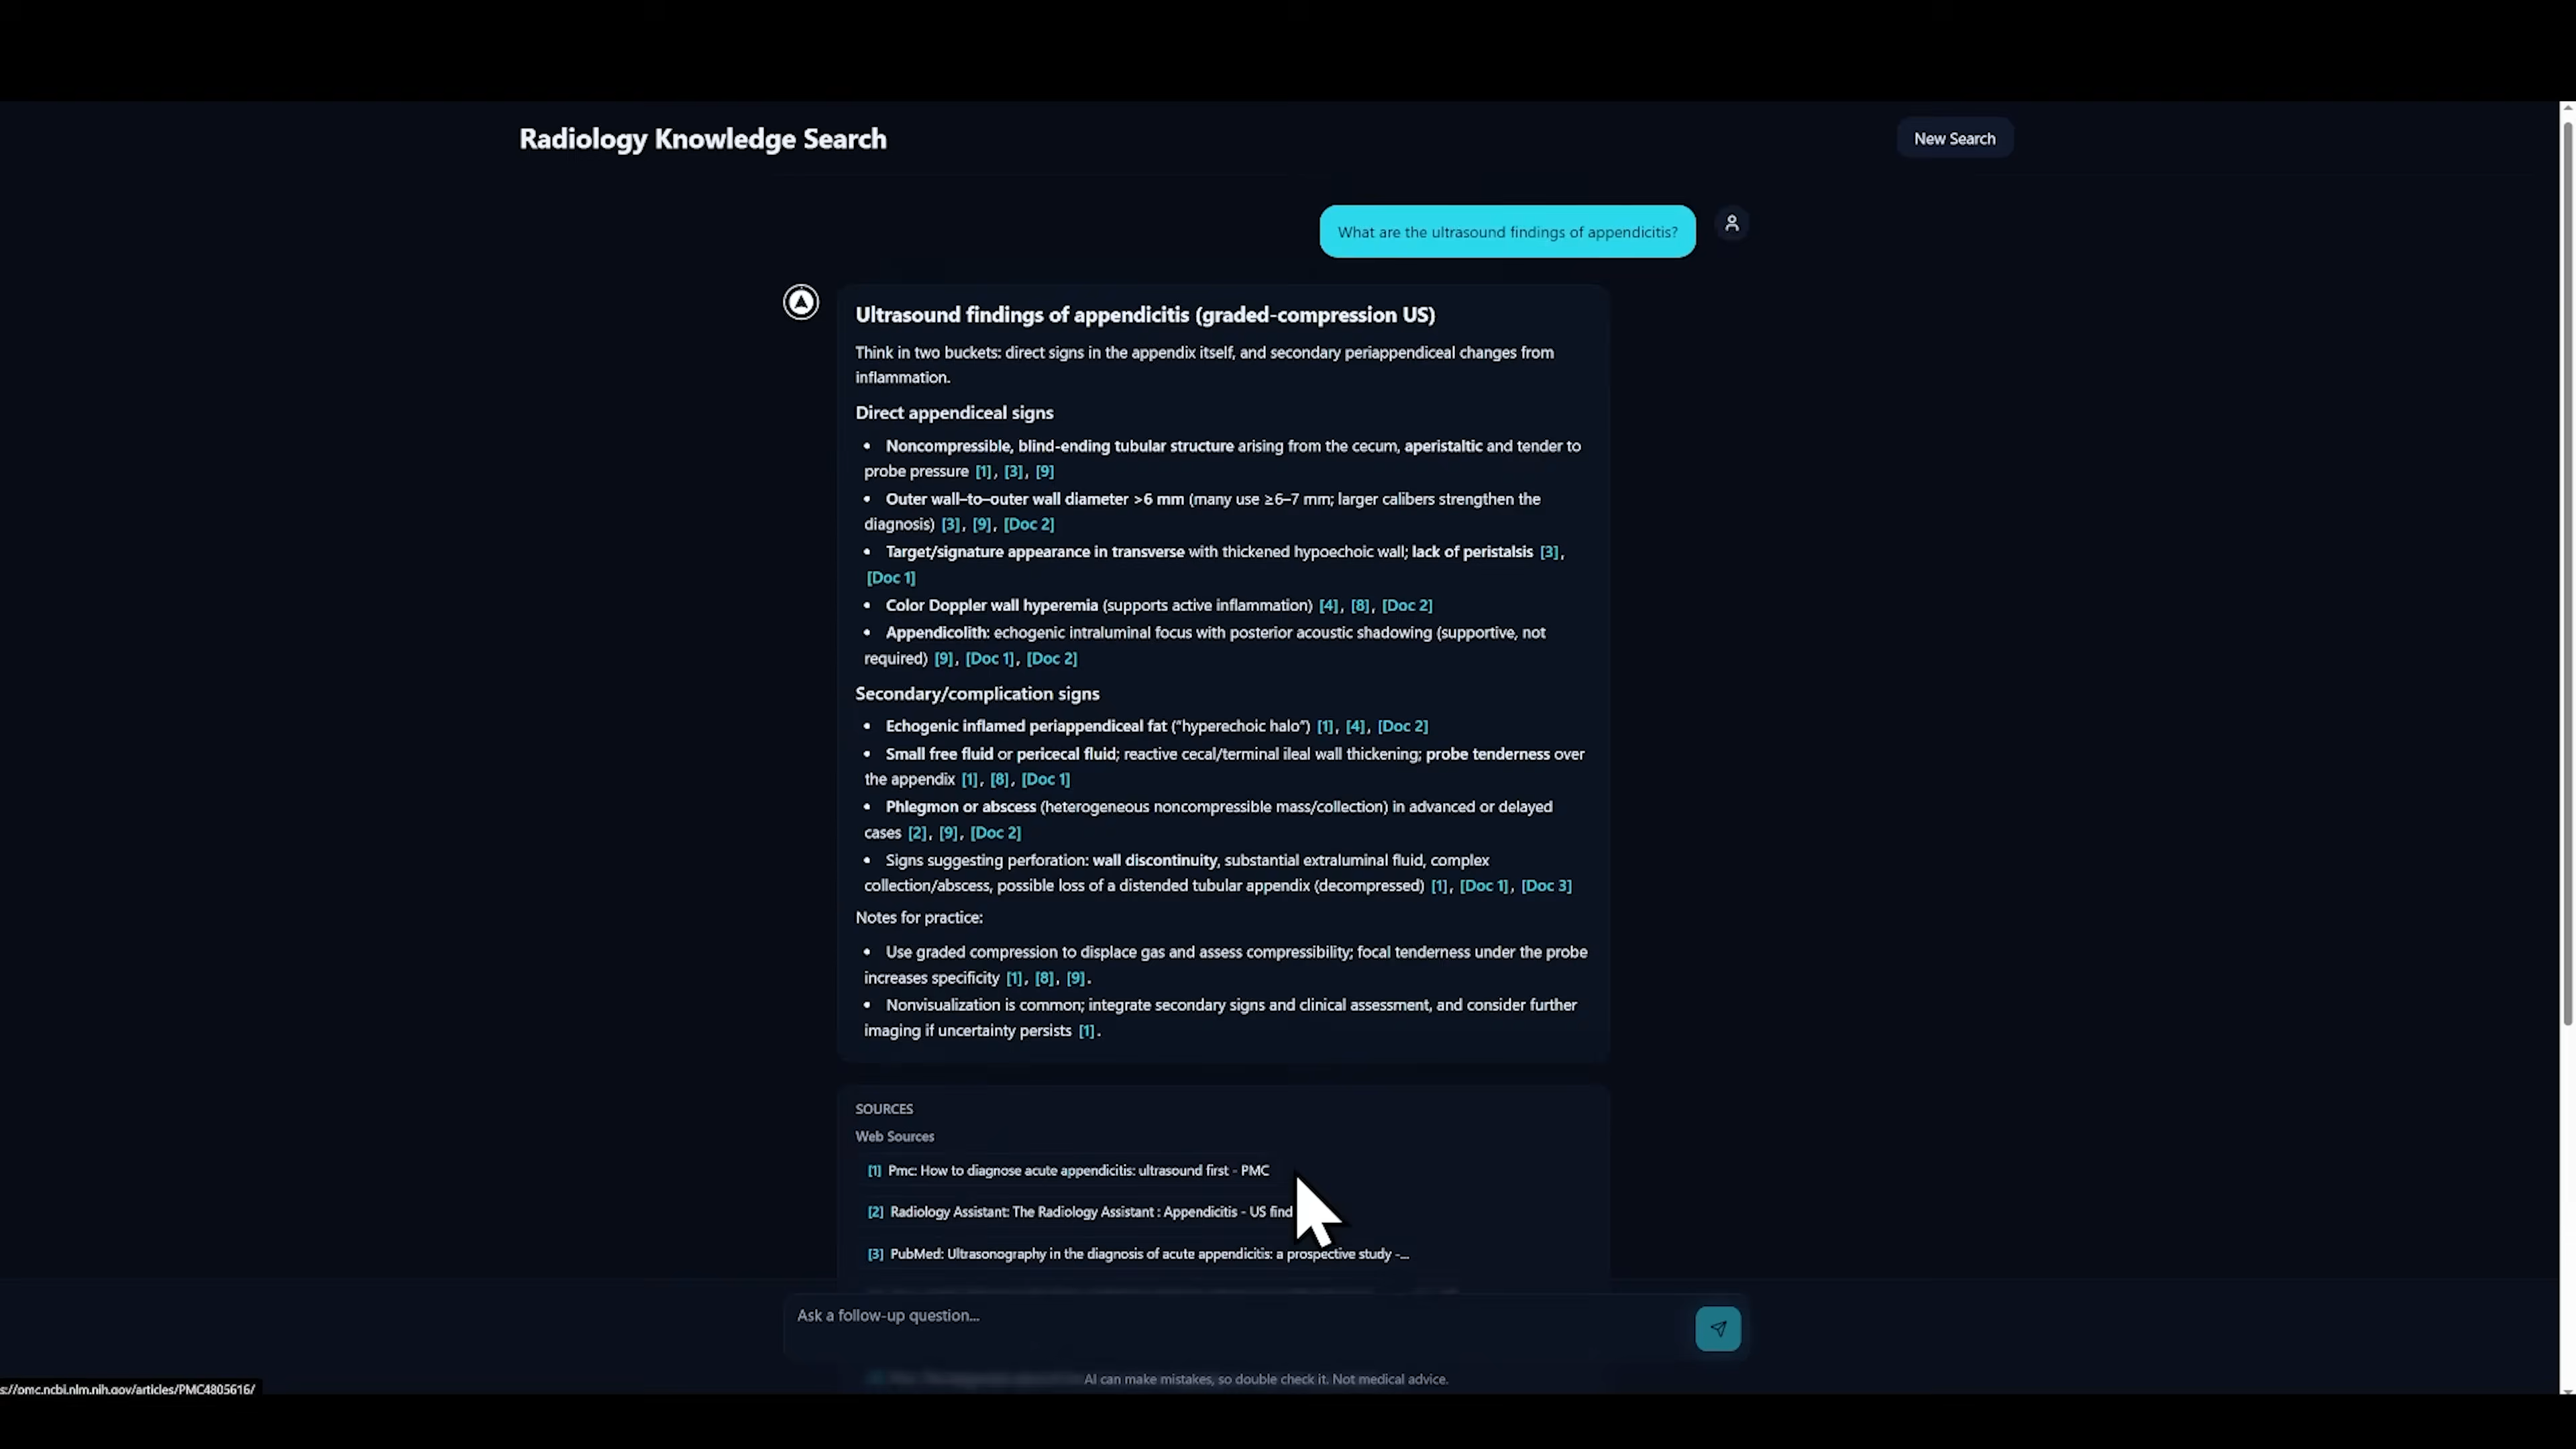 Radiology Knowledge Search
New Search
What are the ultrasound findings of appendicitis?
Ultrasound findings of appendicitis (graded-compression US)
Think in two buckets: direct signs in the appendix itself, and secondary periappendiceal changes from
inflammation.
Direct appendiceal signs
• Noncompressible, blind-ending tubular structure arising from the cecum, aperistaltic and tender to
probe pressure [1], [3], [9]
• Outer wall–to–outer wall diameter >6 mm (many use ≥6–7 mm; larger calibers strengthen the
diagnosis) [3], [9], [Doc 2]
• Target/signature appearance in transverse with thickened hypoechoic wall; lack of peristalsis [3],
[Doc 1]
• Color Doppler wall hyperemia (supports active inflammation) [4], [8], [Doc 2]
• Appendicolith: echogenic intraluminal focus with posterior acoustic shadowing (supportive, not
required) [9], [Doc 1], [Doc 2]
Secondary/complication signs
• Echogenic inflamed periappendiceal fat (“hyperechoic halo”) [1], [4], [Doc 2]
• Small free fluid or pericecal fluid; reactive cecal/terminal ileal wall thickening; probe tenderness over
the appendix [1], [8], [Doc 1]
• Phlegmon or abscess (heterogeneous noncompressible mass/collection) in advanced or delayed
cases [2], [9], [Doc 2]
• Signs suggesting perforation: wall discontinuity, substantial extraluminal fluid, complex
collection/abscess, possible loss of a distended tubular appendix (decompressed) [1], [Doc 1], [Doc 3]
Notes for practice:
• Use graded compression to displace gas and assess compressibility; focal tenderness under the probe
increases specificity [1], [8], [9].
• Nonvisualization is common; integrate secondary signs and clinical assessment, and consider further
imaging if uncertainty persists [1].
SOURCES
Web Sources
[1] Pmc: How to diagnose acute appendicitis: ultrasound first - PMC
[2] Radiology Assistant: The Radiology Assistant : Appendicitis - US find
[3] PubMed: Ultrasonography in the diagnosis of acute appendicitis: a prospective study -...
Ask a follow-up question...
AI can make mistakes, so double check it. Not medical advice.
s://pmc.ncbi.nlm.nih.gov/articles/PMC4805616/